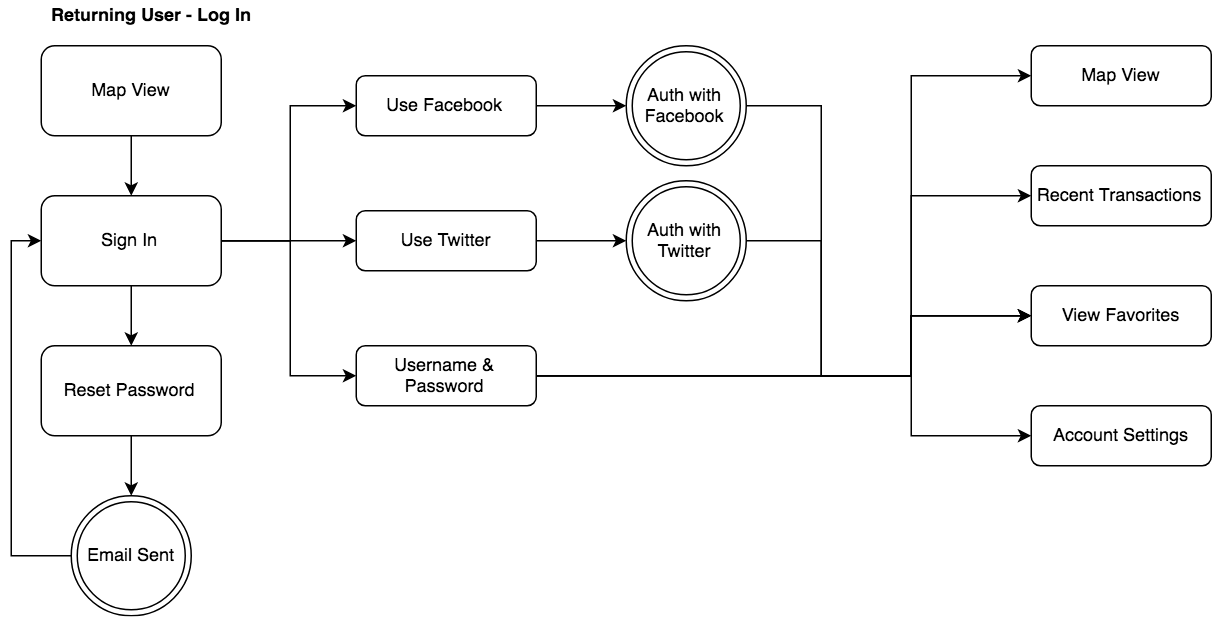 Returning User - Log In
Map View
Sign In
Reset Password
Email Sent
Use Facebook
Use Twitter
Username &
Password
Auth with
Facebook
Auth with
Twitter
Map View
Recent Transactions
View Favorites
Account Settings